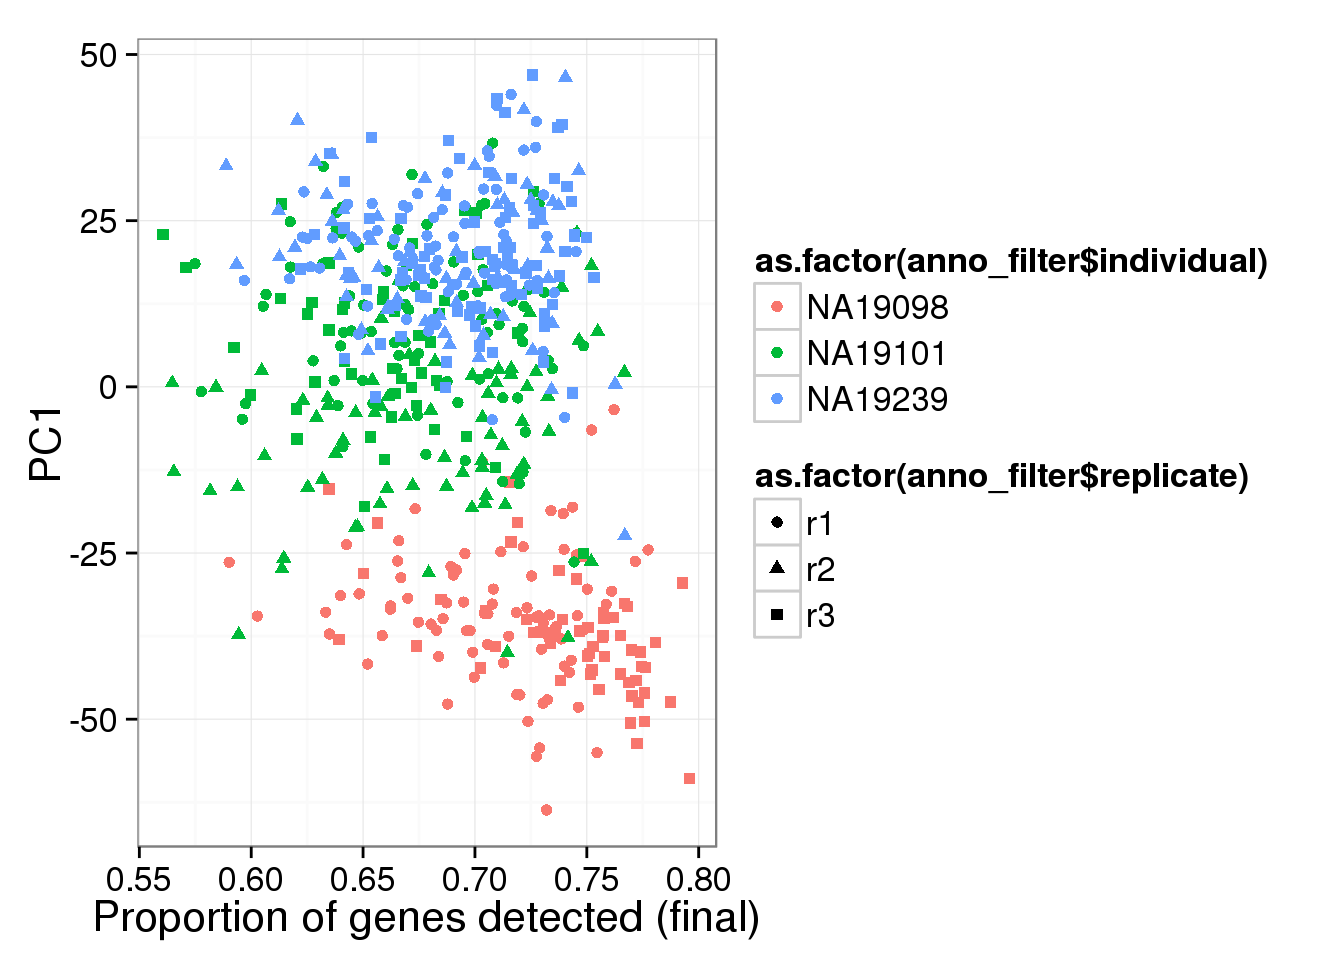 50
25
0
-25
-50
PC1
0.55 0.60 0.65 0.70 0.75 0.80
Proportion of genes detected (final)
as.factor(anno_filter$individual)
NA19098
NA19101
NA19239
as.factor(anno_filter$replicate)
r1
r2
r3